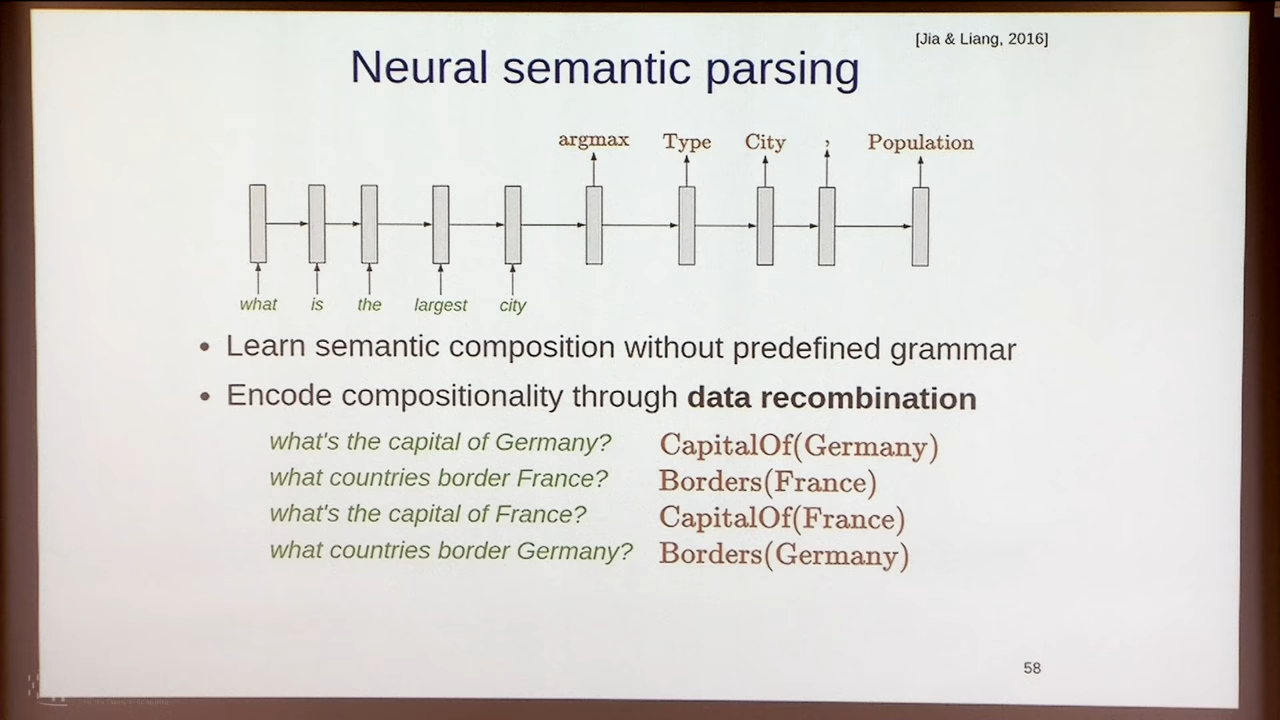 [Jia & Liang, 2016]
Neural semantic parsing
argmax Type City , Population
what is the largest city
• Learn semantic composition without predefined grammar
• Encode compositionality through data recombination
what's the capital of Germany? CapitalOf(Germany)
what countries border France? Borders(France)
what's the capital of France? CapitalOf(France)
what countries border Germany? Borders(Germany)
58